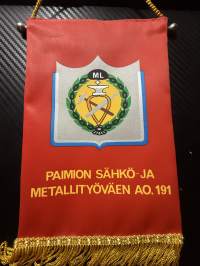 ML
PAIMION SÄHKÖ-JA
METALLITYÖVÄEN AO. 191